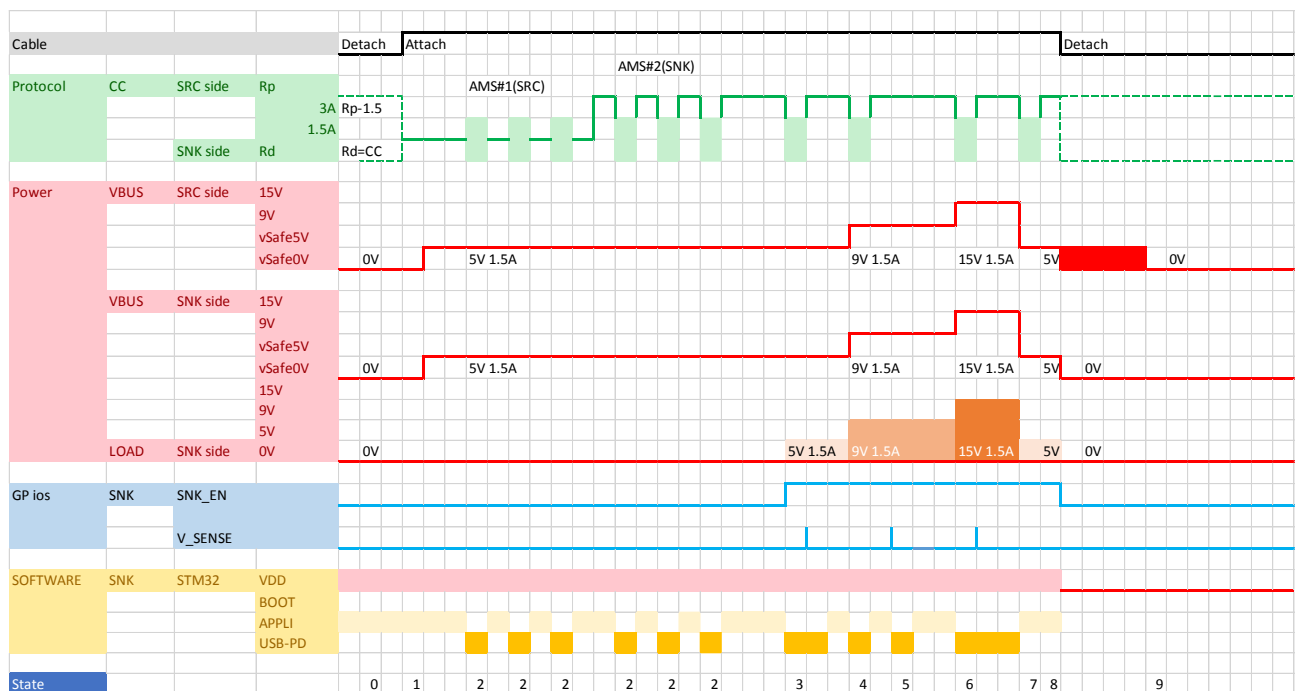 Cable Detach Attach Detach
AMS#2(SNK)
Protocol CC SRC side Rp AMS#1(SRC)
3A Rp-1.5
1.5A
SNK side Rd Rd=CC
Power VBUS SRC side 15V
9V
vSafe5V
vSafe0V 0V 5V 1.5A 9V 1.5A 15V 1.5A 5V 0V
VBUS SNK side 15V
9V
vSafe5V
vSafe0V 0V 5V 1.5A 9V 1.5A 15V 1.5A 5V 0V
15V
9V
5V
LOAD SNK side 0V 0V 5V 1.5A 9V 1.5A 15V 1.5A 5V 0V
GP ios SNK SNK_EN
V_SENSE
SOFTWARE SNK STM32 VDD
BOOT
APPLI
USB-PD
State 0 1 2 2 2 2 2 2 3 4 5 6 7 8 9